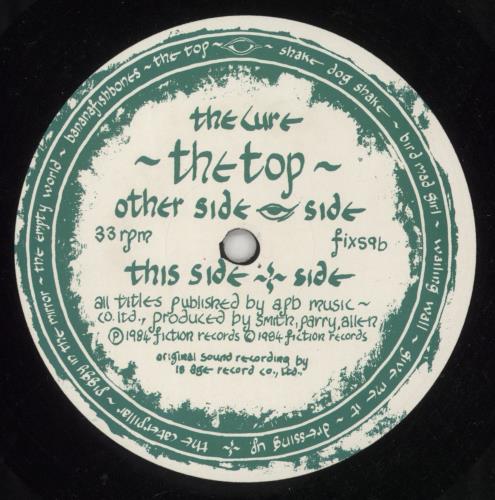 the cure
~ the top ~
other side side
33 rpm
fixs9b
this side side
all titles published by apb music ~
co. ltd., produced by smith, parry, allen
℗ 1984 fiction records © 1984 fiction records
original sound recording by
18 age record co., ltd.,
shake dog shake ~ bird mad girl ~ wailing wall ~ give me it ~ dressing up ~ the caterpillar ~ piggy in the mirror ~ the empty world ~ bananafishbones ~ the top ~